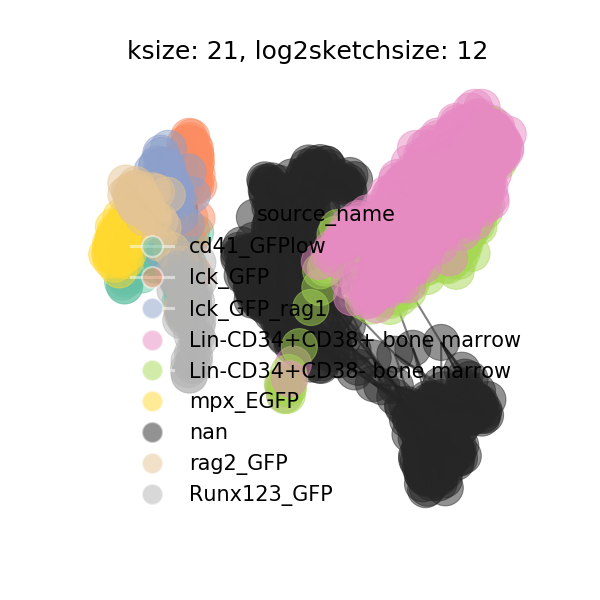 ksize: 21, log2sketchsize: 12
source_name
cd41_GFPlow
lck_GFP
lck_GFP_rag1
Lin-CD34+CD38+ bone marrow
Lin-CD34+CD38- bone marrow
mpx_EGFP
nan
rag2_GFP
Runx123_GFP